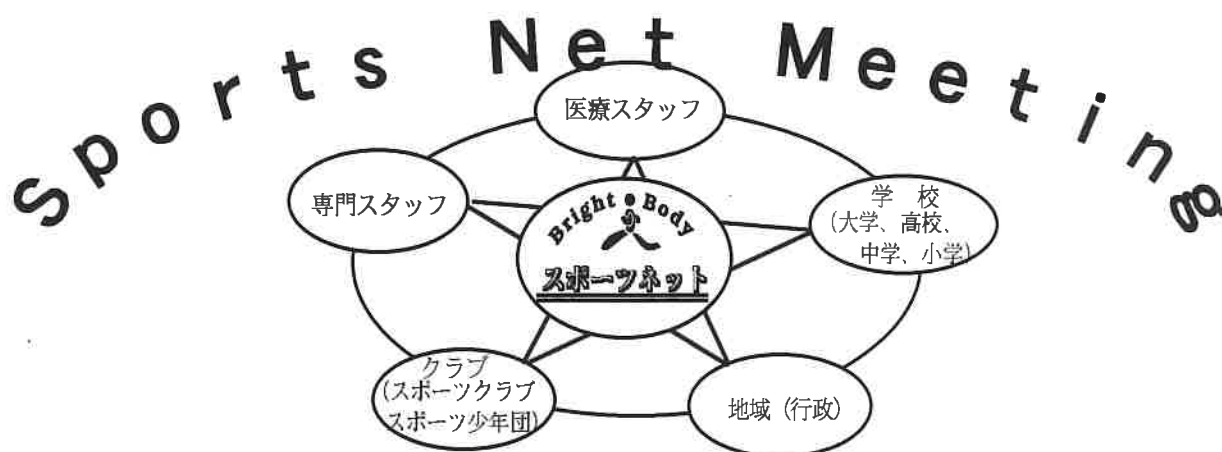 Sports Net Meeting
医療スタッフ
専門スタッフ
学 校
(大学、高校、
中学、小学)
Bright Body
スポーツネット
クラブ
(スポーツクラブ
スポーツ少年団)
地域 (行政)